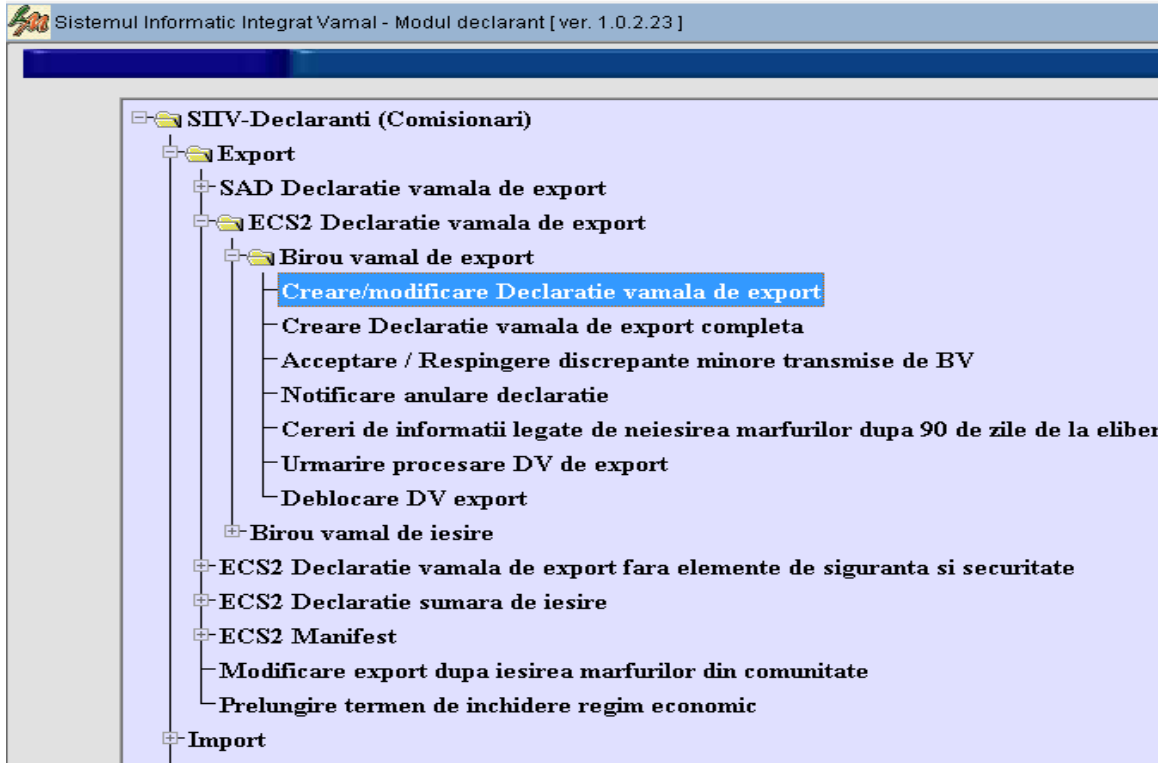 Sistemul Informatic Integrat Vamal - Modul declarant [ ver. 1.0.2.23 ]
SIIV-Declaranti (Comisionari)
Export
SAD Declaratie vamala de export
ECS2 Declaratie vamala de export
Birou vamal de export
Creare/modificare Declaratie vamala de export
Creare Declaratie vamala de export completa
Acceptare / Respingere discrepante minore transmise de BV
Notificare anulare declaratie
Cereri de informatii legate de neiesirea marfurilor dupa 90 de zile de la eliber
Urmarire procesare DV de export
Deblocare DV export
Birou vamal de iesire
ECS2 Declaratie vamala de export fara elemente de siguranta si securitate
ECS2 Declaratie sumara de iesire
ECS2 Manifest
Modificare export dupa iesirea marfurilor din comunitate
Prelungire termen de inchidere regim economic
Import